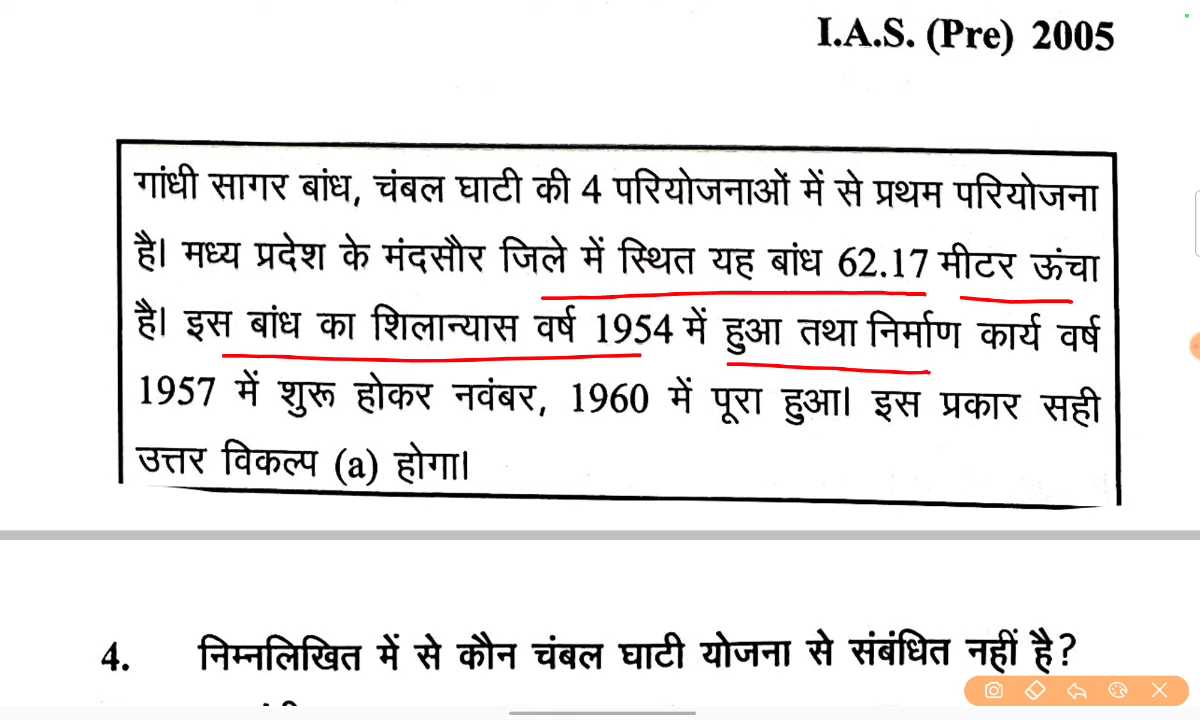 I.A.S. (Pre) 2005
गांधी सागर बांध, चंबल घाटी की 4 परियोजनाओं में से प्रथम परियोजना
है। मध्य प्रदेश के मंदसौर जिले में स्थित यह बांध 62.17 मीटर ऊंचा
है। इस बांध का शिलान्यास वर्ष 1954 में हुआ तथा निर्माण कार्य वर्ष
1957 में शुरू होकर नवंबर, 1960 में पूरा हुआ। इस प्रकार सही
उत्तर विकल्प (a) होगा।
4. निम्नलिखित में से कौन चंबल घाटी योजना से संबंधित नहीं है?